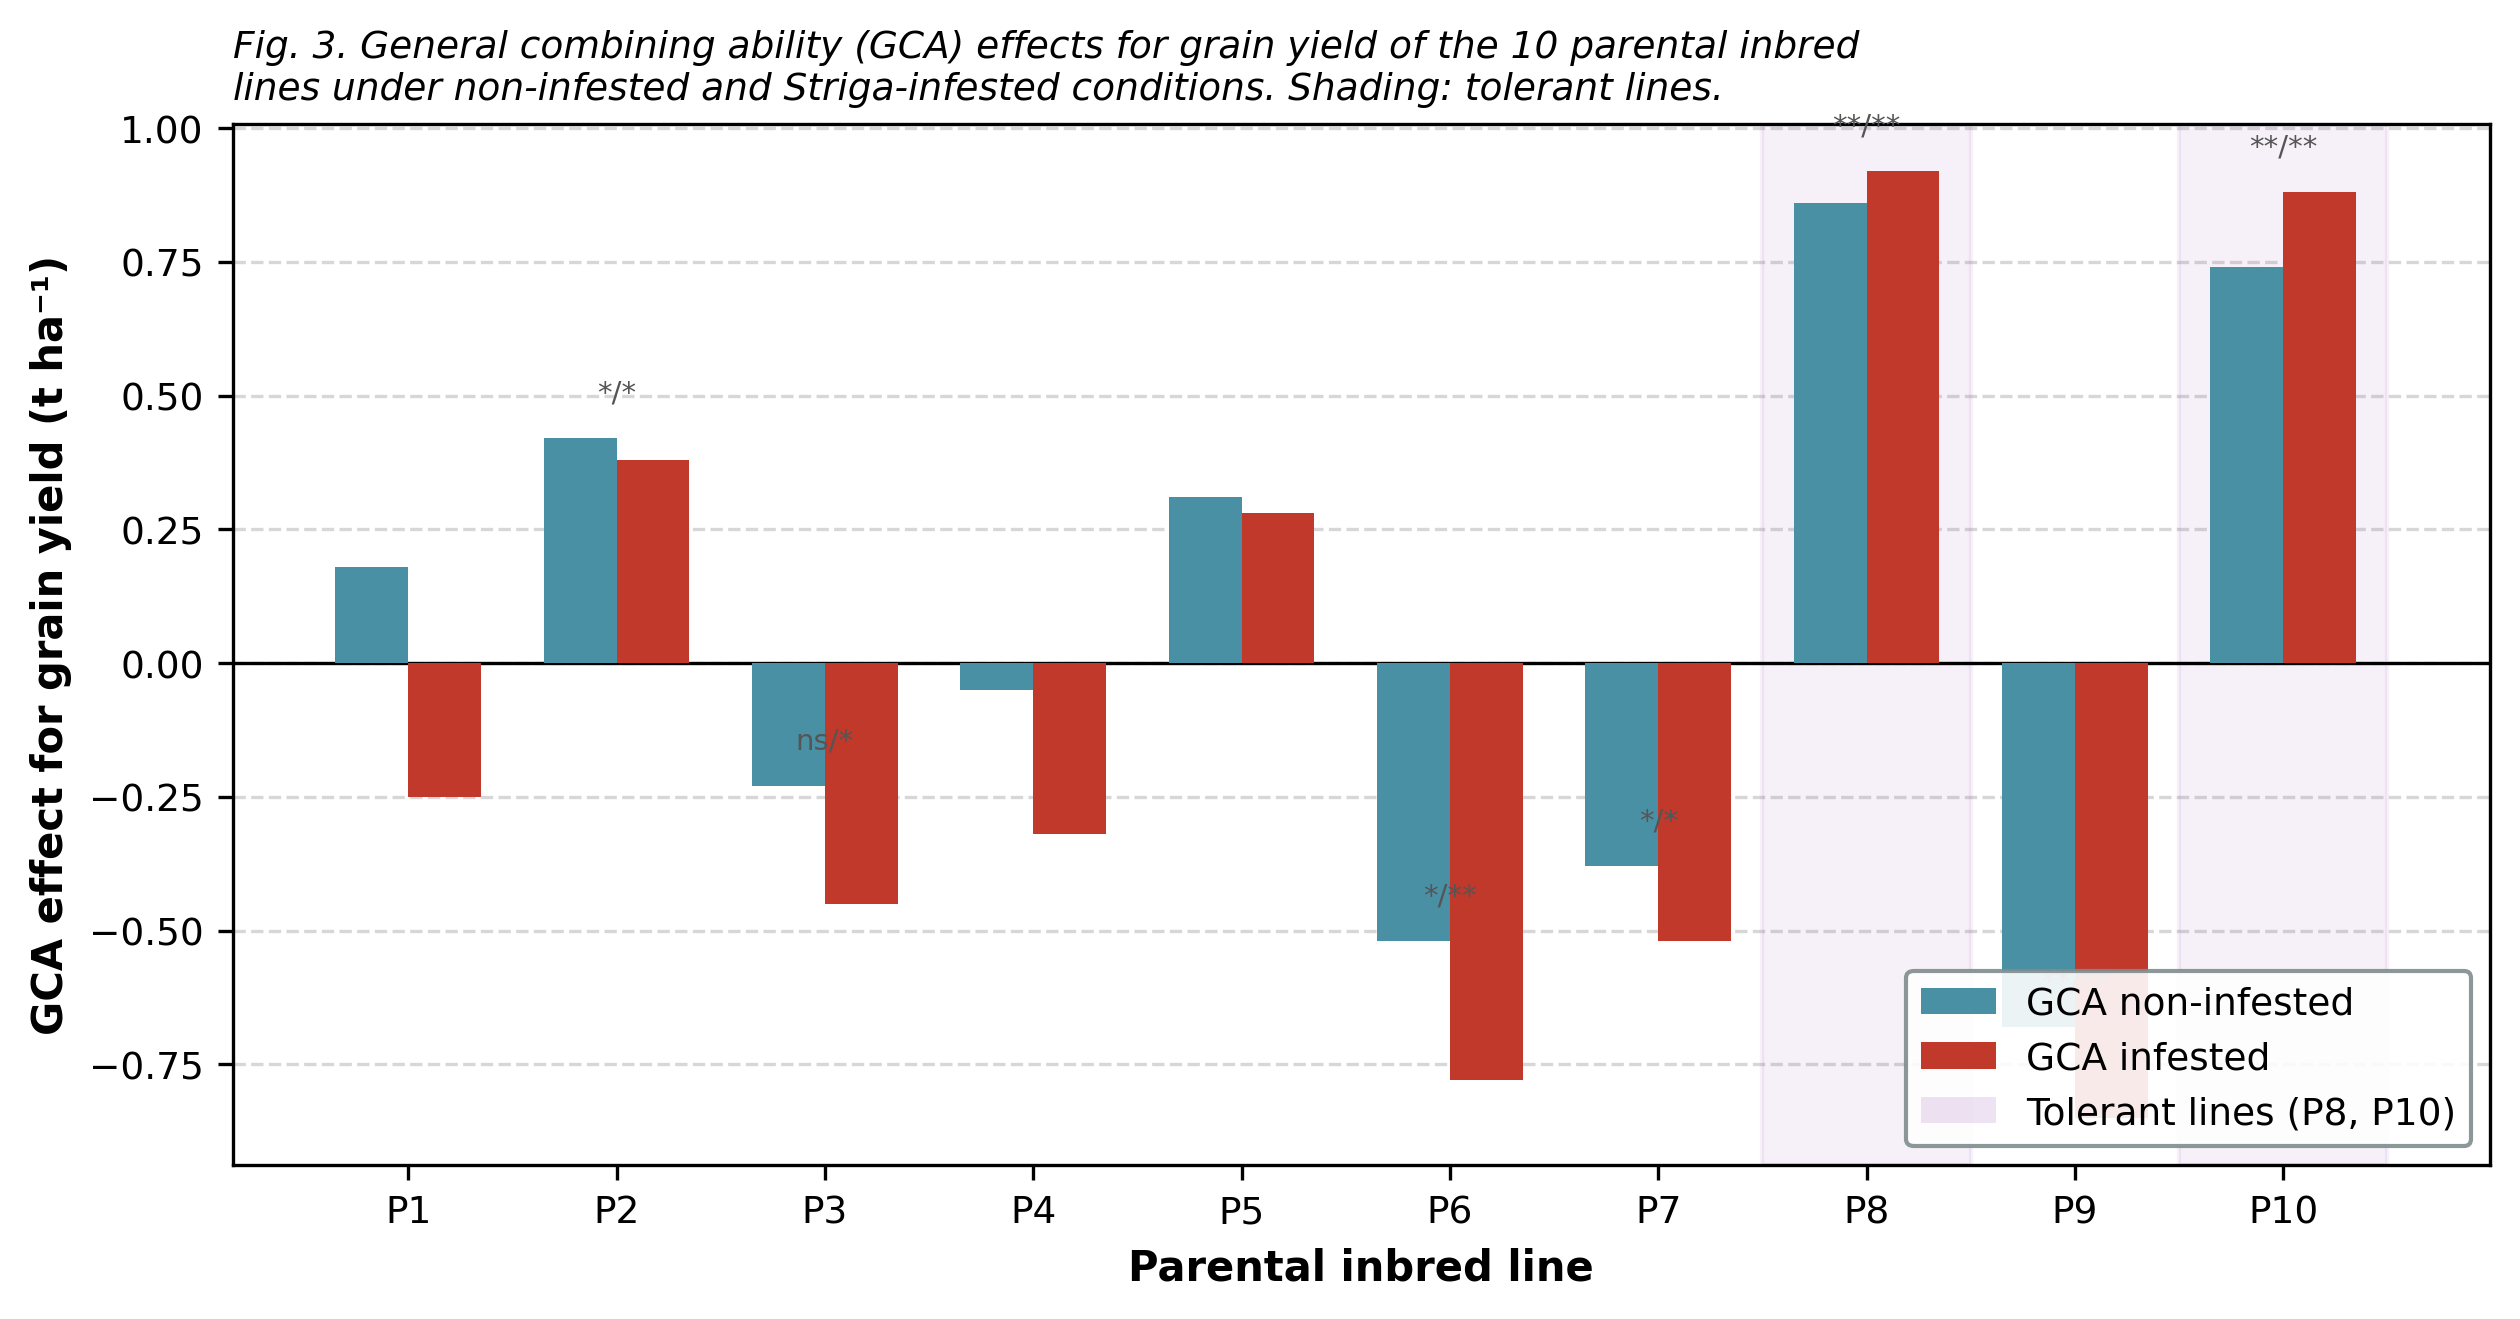 Fig. 3. General combining ability (GCA) effects for grain yield of the 10 parental inbred
lines under non-infested and Striga-infested conditions. Shading: tolerant lines.
GCA effect for grain yield (t ha⁻¹)
1.00
0.75
0.50
0.25
0.00
−0.25
−0.50
−0.75
*/*
ns/*
*/**
*/*
**/**
**/**
GCA non-infested
GCA infested
Tolerant lines (P8, P10)
P1 P2 P3 P4 P5 P6 P7 P8 P9 P10
Parental inbred line